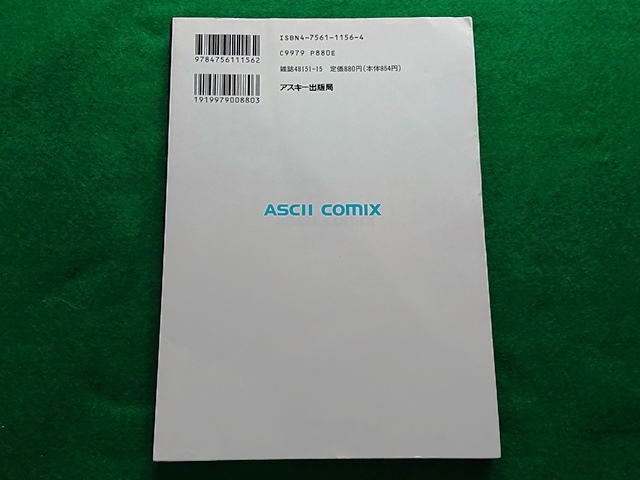 ISBN4-7561-1156-4
C9979 P880E
9784756111562
雑誌48151-15 定価880円(本体854円)
アスキー出版局
1919979008803
ASCII COMIX